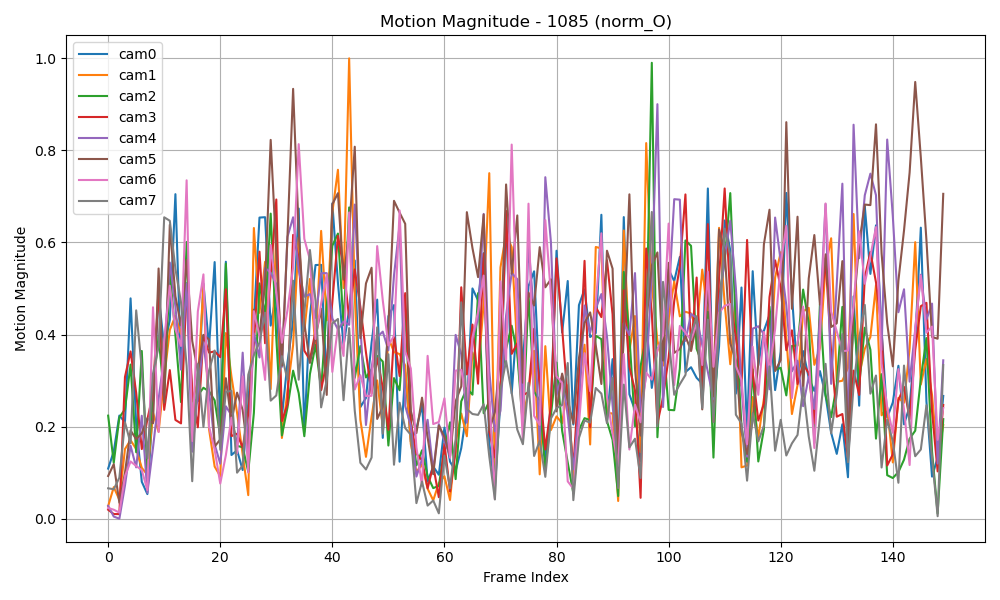 Motion Magnitude - 1085 (norm_O)
cam0
cam1
cam2
cam3
cam4
cam5
cam6
cam7
Motion Magnitude
1.0
0.8
0.6
0.4
0.2
0.0
0 20 40 60 80 100 120 140
Frame Index